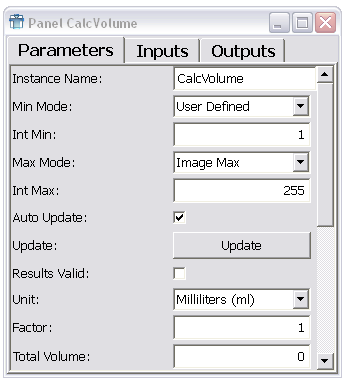 Panel CalcVolume
Parameters Inputs Outputs
Instance Name: CalcVolume
Min Mode: User Defined
Int Min: 1
Max Mode: Image Max
Int Max: 255
Auto Update:
Update: Update
Results Valid:
Unit: Milliliters (ml)
Factor: 1
Total Volume: 0